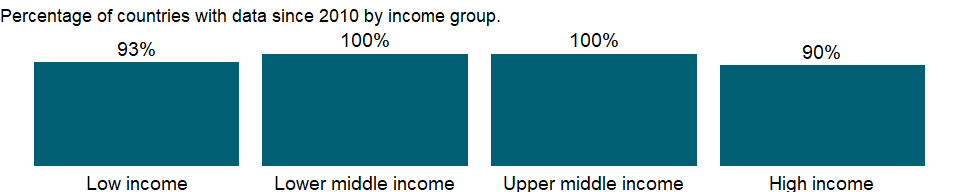 Percentage of countries with data since 2010 by income group.
93%
100%
100%
90%
Low income
Lower middle income
Upper middle income
High income